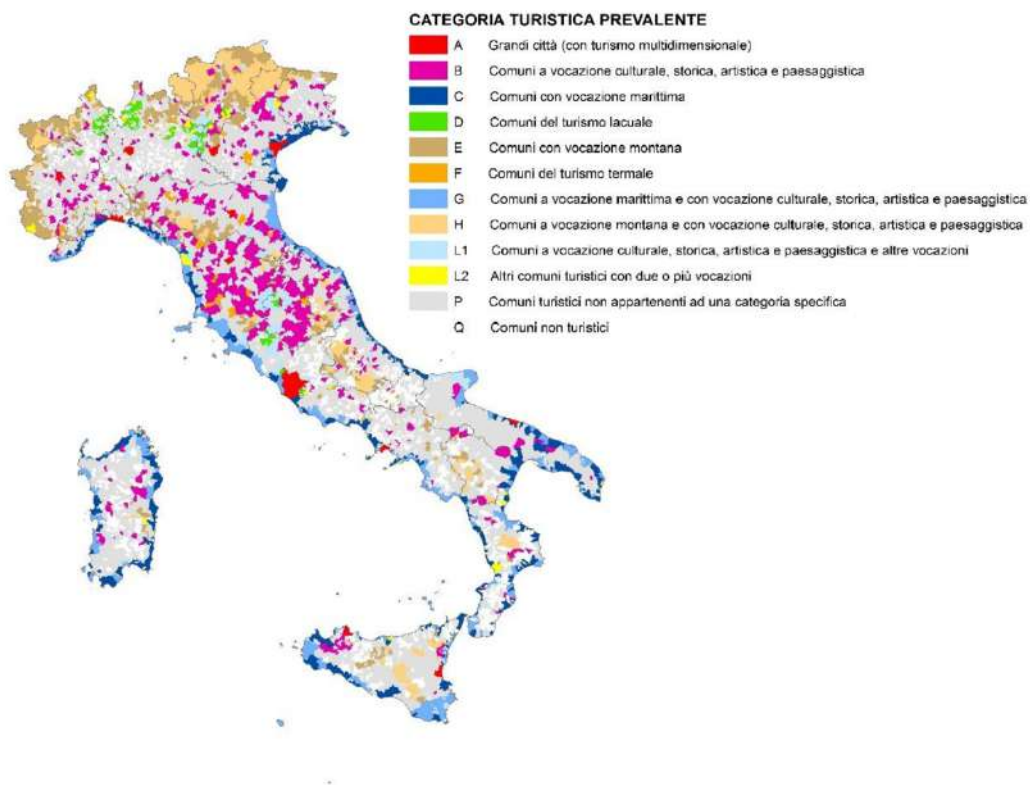 CATEGORIA TURISTICA PREVALENTE
A Grandi città (con turismo multidimensionale)
B Comuni a vocazione culturale, storica, artistica e paesaggistica
C Comuni con vocazione marittima
D Comuni del turismo lacuale
E Comuni con vocazione montana
F Comuni del turismo termale
G Comuni a vocazione marittima e con vocazione culturale, storica, artistica e paesaggistica
H Comuni a vocazione montana e con vocazione culturale, storica, artistica e paesaggistica
L1 Comuni a vocazione culturale, storica, artistica e paesaggistica e altre vocazioni
L2 Altri comuni turistici con due o più vocazioni
P Comuni turistici non appartenenti ad una categoria specifica
Q Comuni non turistici